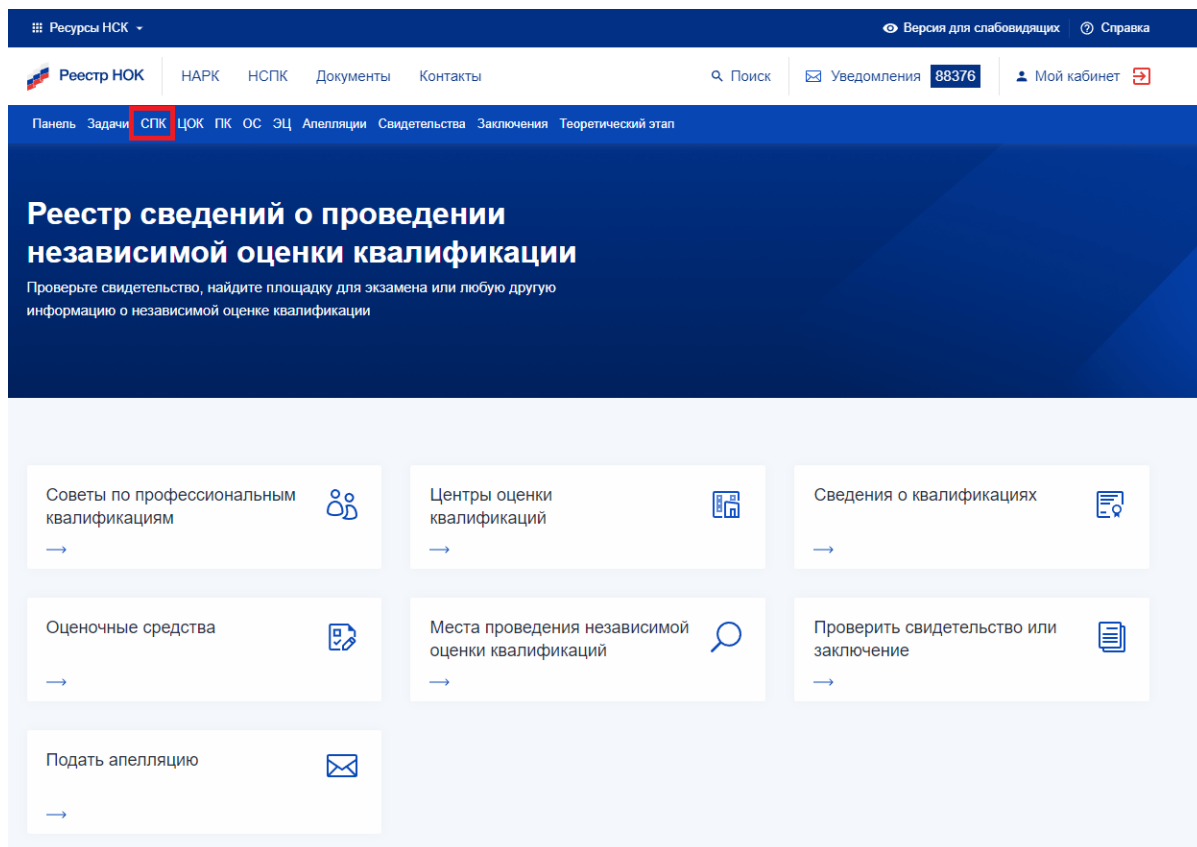 Ресурсы НСК
Версия для слабовидящих
Справка
Реестр НОК
НАРК
НСПК
Документы
Контакты
Поиск
Уведомления 88376
Мой кабинет
Панель Задачи СПК ЦОК ПК ОС ЭЦ Апелляции Свидетельства Заключения Теоретический этап
Реестр сведений о проведении
независимой оценки квалификации
Проверьте свидетельство, найдите площадку для экзамена или любую другую
информацию о независимой оценке квалификации
Советы по профессиональным
квалификациям
Центры оценки
квалификаций
Сведения о квалификациях
Оценочные средства
Места проведения независимой
оценки квалификаций
Проверить свидетельство или
заключение
Подать апелляцию